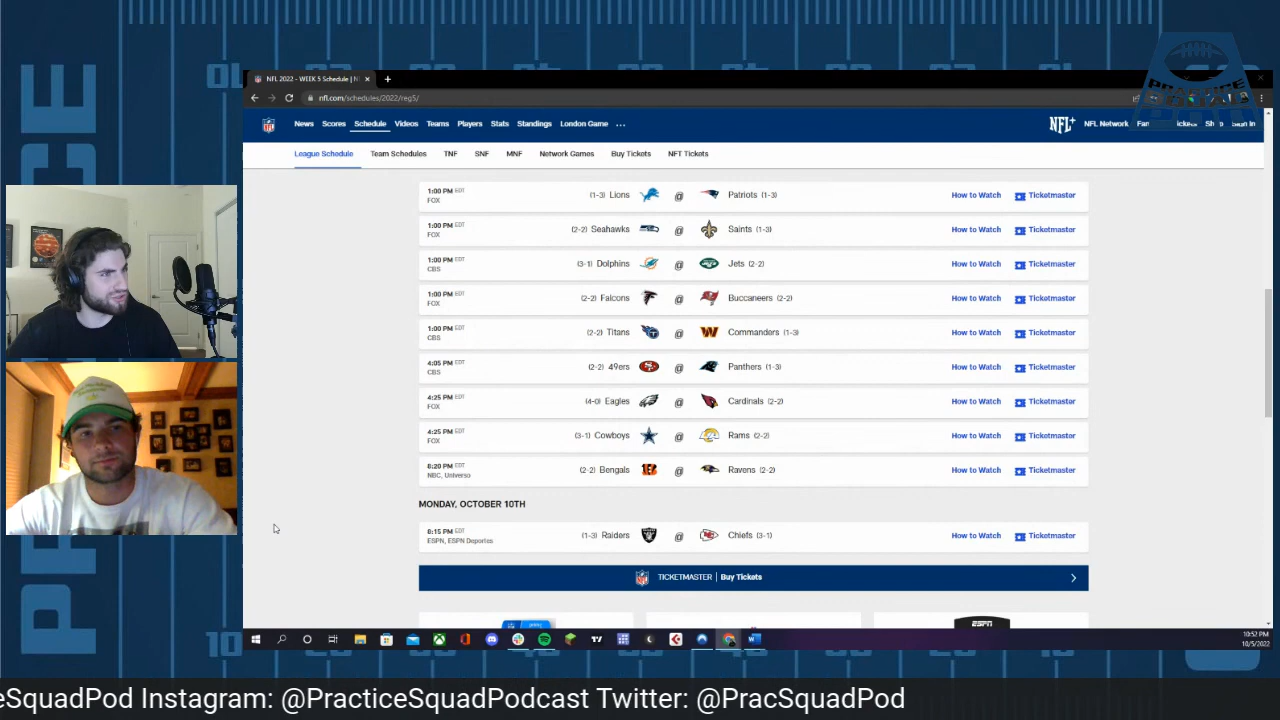 NFL 2022 - WEEK 5 Schedule | N
nfl.com/schedules/2022/reg5/
News Scores Schedule Videos Teams Players Stats Standings London Game ... NFL+ NFL Network
League Schedule Team Schedules TNF SNF MNF Network Games Buy Tickets NFT Tickets
1:00 PM EDT
FOX
(1-3) Lions @ Patriots (1-3) How to Watch Ticketmaster
1:00 PM EDT
FOX
(2-2) Seahawks @ Saints (1-3) How to Watch Ticketmaster
1:00 PM EDT
CBS
(3-1) Dolphins @ Jets (2-2) How to Watch Ticketmaster
1:00 PM EDT
FOX
(2-2) Falcons @ Buccaneers (2-2) How to Watch Ticketmaster
1:00 PM EDT
CBS
(2-2) Titans @ Commanders (1-3) How to Watch Ticketmaster
4:05 PM EDT
CBS
(2-2) 49ers @ Panthers (1-3) How to Watch Ticketmaster
4:25 PM EDT
FOX
(4-0) Eagles @ Cardinals (2-2) How to Watch Ticketmaster
4:25 PM EDT
FOX
(3-1) Cowboys @ Rams (2-2) How to Watch Ticketmaster
8:20 PM EDT
NBC, Universo
(2-2) Bengals @ Ravens (2-2) How to Watch Ticketmaster
MONDAY, OCTOBER 10TH
8:15 PM EDT
ESPN, ESPN Deportes
(1-3) Raiders @ Chiefs (3-1) How to Watch Ticketmaster
TICKETMASTER | Buy Tickets
ESPN
10:52 PM
10/5/2022
eSquadPod Instagram: @PracticeSquadPodcast Twitter: @PracSquadPod